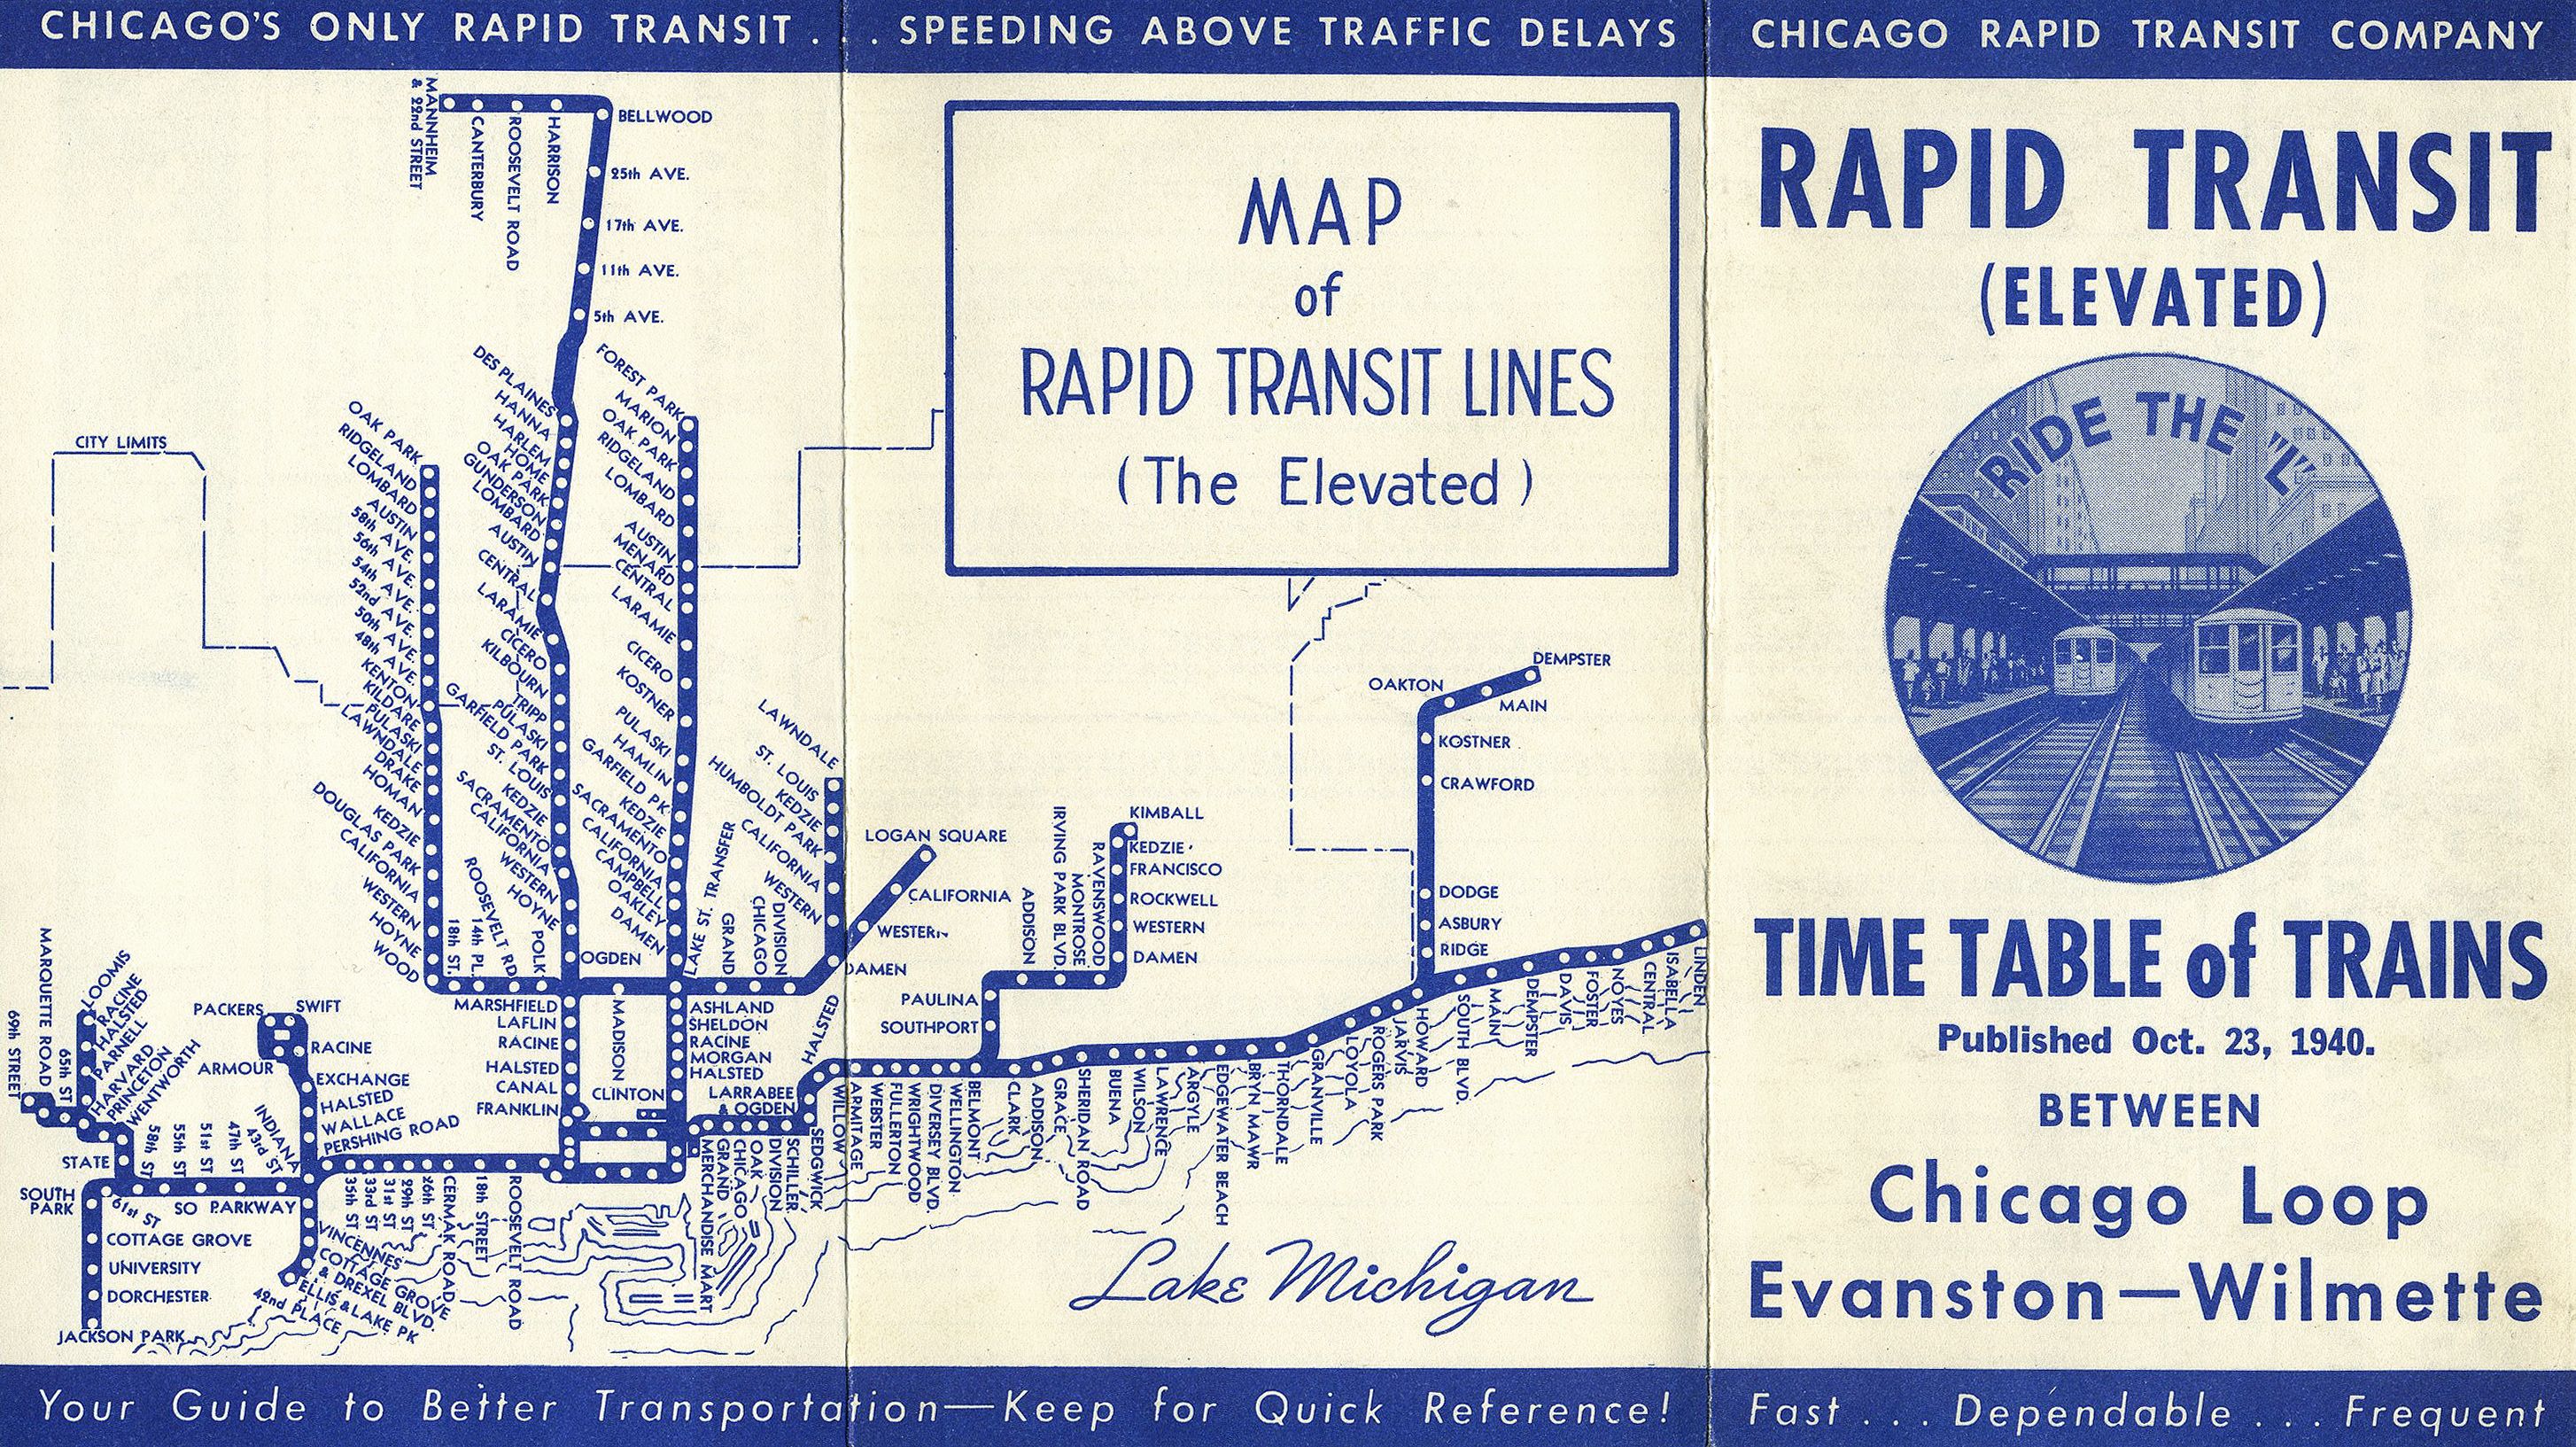 CHICAGO'S ONLY RAPID TRANSIT . . . SPEEDING ABOVE TRAFFIC DELAYS
CHICAGO RAPID TRANSIT COMPANY
MANNHEIM
& 22nd STREET
CANTERBURY
ROOSEVELT ROAD
HARRISON
BELLWOOD
25th AVE.
17th AVE.
11th AVE.
5th AVE.
DES PLAINES
HANNA
HARLEM
HOME
OAK PARK
GUNDERSON
LOMBARD
AUSTIN
CENTRAL
LARAMIE
CICERO
KILBOURN
TRIPP
PULASKI
GARFIELD PARK
ST. LOUIS
KEDZIE
SACRAMENTO
CALIFORNIA
WESTERN
HOYNE
OGDEN
FOREST PARK
MARION
OAK PARK
RIDGELAND
LOMBARD
AUSTIN
MENARD
CENTRAL
LARAMIE
CICERO
KOSTNER
PULASKI
HAMLIN
GARFIELD PK.
KEDZIE
SACRAMENTO
CALIFORNIA
CAMPBELL
OAKLEY
DAMEN
CITY LIMITS
OAK PARK
RIDGELAND
LOMBARD
AUSTIN
58th AVE.
56th AVE.
54th AVE.
52nd AVE.
50th AVE.
48th AVE.
KENTON
KILDARE
PULASKI
LAWNDALE
DRAKE
HOMAN
KEDZIE
DOUGLAS PARK
CALIFORNIA
WESTERN
HOYNE
WOOD
18th ST.
14th PL.
ROOSEVELT RD
POLK
LAKE ST. TRANSFER
GRAND
CHICAGO
DIVISION
LAWNDALE
ST. LOUIS
KEDZIE
HUMBOLDT PARK
CALIFORNIA
WESTERN
LOGAN SQUARE
CALIFORNIA
WESTERN
DAMEN
MARSHFIELD
LAFLIN
RACINE
HALSTED
CANAL
FRANKLIN
MADISON
CLINTON
ASHLAND
SHELDON
RACINE
MORGAN
HALSTED
LARRABEE
& OGDEN
HALSTED
69th STREET
MARQUETTE ROAD
65th ST
LOOMIS
RACINE
HALSTED
PARNELL
HARVARD
PRINCETON
WENTWORTH
STATE
58th ST
55th ST
51st ST
47th ST
43rd ST
INDIANA
PACKERS
SWIFT
RACINE
ARMOUR
EXCHANGE
HALSTED
WALLACE
PERSHING ROAD
SOUTH
PARK
61st ST
SO PARKWAY
COTTAGE GROVE
UNIVERSITY
DORCHESTER
JACKSON PARK
VINCENNES
COTTAGE GROVE
& DREXEL BLVD.
ELLIS & LAKE PK
42nd PLACE
35th ST
33rd ST
31st ST
29th ST
26th ST
CERMAK ROAD
18th STREET
ROOSEVELT ROAD
MERCHANDISE MART
GRAND
CHICAGO
OAK
DIVISION
SCHILLER
SEDGWICK
WILLOW
ARMITAGE
WEBSTER
FULLERTON
WRIGHTWOOD
DIVERSEY BLVD.
WELLINGTON
BELMONT
CLARK
ADDISON
GRACE
SHERIDAN ROAD
BUENA
WILSON
LAWRENCE
ARGYLE
EDGEWATER BEACH
BRYN MAWR
THORNDALE
GRANVILLE
LOYOLA
ROGERS PARK
JARVIS
HOWARD
SOUTH BLVD.
MAIN
DEMPSTER
DAVIS
FOSTER
NOYES
CENTRAL
ISABELLA
LINDEN
PAULINA
SOUTHPORT
ADDISON
IRVING PARK BLVD.
MONTROSE
RAVENSWOOD
KIMBALL
KEDZIE
FRANCISCO
ROCKWELL
WESTERN
DAMEN
DEMPSTER
OAKTON
MAIN
KOSTNER
CRAWFORD
DODGE
ASBURY
RIDGE
MAP
of
RAPID TRANSIT LINES
(The Elevated)
Lake Michigan
RAPID TRANSIT
(ELEVATED)
RIDE THE "L"
TIME TABLE of TRAINS
Published Oct. 23, 1940.
BETWEEN
Chicago Loop
Evanston—Wilmette
Your Guide to Better Transportation—Keep for Quick Reference!
Fast . . . Dependable . . . Frequent